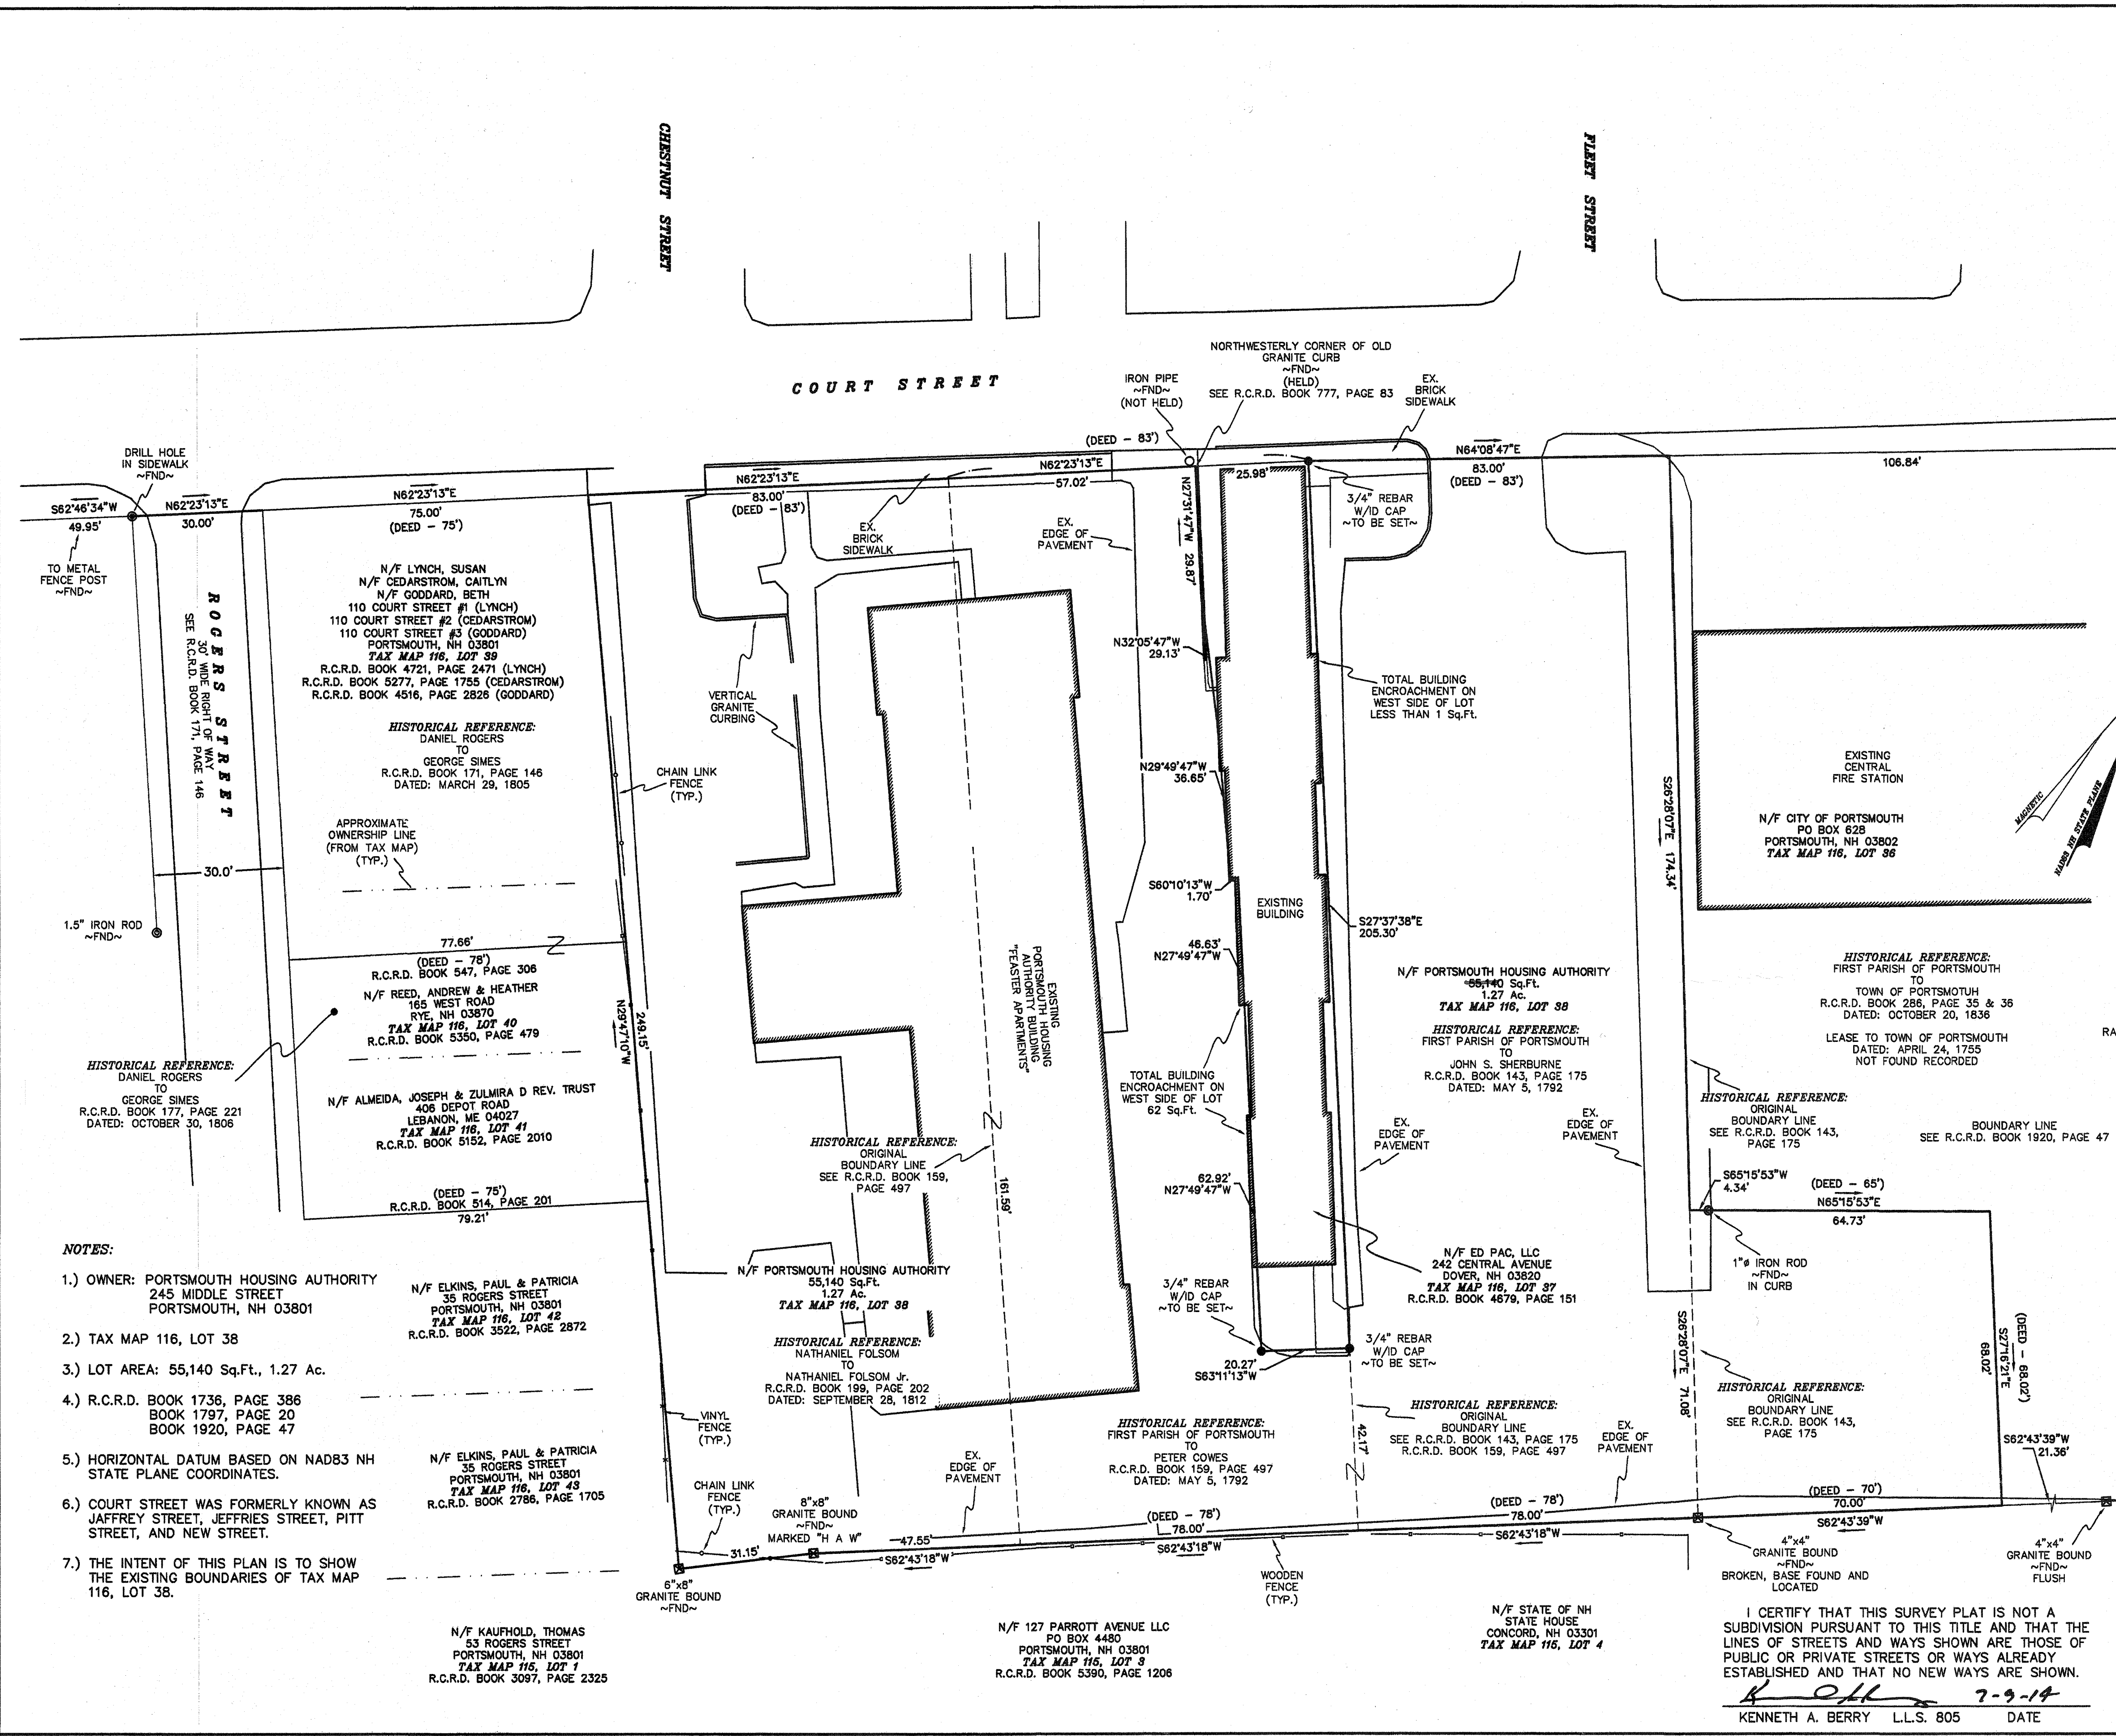 CHESTNUT STREET
FLEET STREET
COURT STREET
NORTHWESTERLY CORNER OF OLD
GRANITE CURB
~FND~
(HELD)
SEE R.C.R.D. BOOK 777, PAGE 83
IRON PIPE
~FND~
(NOT HELD)
EX.
BRICK
SIDEWALK
DRILL HOLE
IN SIDEWALK
~FND~
S62°46'34"W
49.95'
TO METAL
FENCE POST
~FND~
N62°23'13"E
30.00'
N62°23'13"E
75.00'
(DEED - 75')
N62°23'13"E
83.00'
(DEED - 83')
(DEED - 83')
N62°23'13"E
57.02'
25.98'
N64°08'47"E
83.00'
(DEED - 83')
106.84'
EX.
BRICK
SIDEWALK
EX.
EDGE OF
PAVEMENT
N27°31'47"W 29.87'
3/4" REBAR
W/ID CAP
~TO BE SET~
ROGERS STREET
30' WIDE RIGHT OF WAY
SEE R.C.R.D. BOOK 171, PAGE 146
N/F LYNCH, SUSAN
N/F CEDARSTROM, CAITLYN
N/F GODDARD, BETH
110 COURT STREET #1 (LYNCH)
110 COURT STREET #2 (CEDARSTROM)
110 COURT STREET #3 (GODDARD)
PORTSMOUTH, NH 03801
TAX MAP 116, LOT 39
R.C.R.D. BOOK 4721, PAGE 2471 (LYNCH)
R.C.R.D. BOOK 5277, PAGE 1755 (CEDARSTROM)
R.C.R.D. BOOK 4516, PAGE 2826 (GODDARD)
HISTORICAL REFERENCE:
DANIEL ROGERS
TO
GEORGE SIMES
R.C.R.D. BOOK 171, PAGE 146
DATED: MARCH 29, 1805
APPROXIMATE
OWNERSHIP LINE
(FROM TAX MAP)
(TYP.)
30.0'
1.5" IRON ROD
~FND~
CHAIN LINK
FENCE
(TYP.)
VERTICAL
GRANITE
CURBING
N32°05'47"W
29.13'
N29°49'47"W
36.65'
S60°10'13"W
1.70'
46.63'
N27°49'47"W
EXISTING
BUILDING
TOTAL BUILDING
ENCROACHMENT ON
WEST SIDE OF LOT
LESS THAN 1 Sq.Ft.
S27°37'38"E
205.30'
S26°28'07"E 174.34'
EXISTING
CENTRAL
FIRE STATION
N/F CITY OF PORTSMOUTH
PO BOX 628
PORTSMOUTH, NH 03802
TAX MAP 116, LOT 36
MAGNETIC
NAD83 NH STATE PLANE
77.66'
(DEED - 78')
R.C.R.D. BOOK 547, PAGE 306
N/F REED, ANDREW & HEATHER
165 WEST ROAD
RYE, NH 03870
TAX MAP 116, LOT 40
R.C.R.D. BOOK 5350, PAGE 479
HISTORICAL REFERENCE:
DANIEL ROGERS
TO
GEORGE SIMES
R.C.R.D. BOOK 177, PAGE 221
DATED: OCTOBER 30, 1806
N/F ALMEIDA, JOSEPH & ZULMIRA D REV. TRUST
406 DEPOT ROAD
LEBANON, ME 04027
TAX MAP 116, LOT 41
R.C.R.D. BOOK 5152, PAGE 2010
(DEED - 75')
R.C.R.D. BOOK 514, PAGE 201
79.21'
249.15'
N29°47'10"W
EXISTING
PORTSMOUTH HOUSING
AUTHORITY BUILDING
"FEASTER APARTMENTS"
HISTORICAL REFERENCE:
ORIGINAL
BOUNDARY LINE
SEE R.C.R.D. BOOK 159,
PAGE 497
161.59'
TOTAL BUILDING
ENCROACHMENT ON
WEST SIDE OF LOT
62 Sq.Ft.
62.92'
N27°49'47"W
N/F PORTSMOUTH HOUSING AUTHORITY
55,140 Sq.Ft.
1.27 Ac.
TAX MAP 116, LOT 38
HISTORICAL REFERENCE:
FIRST PARISH OF PORTSMOUTH
TO
JOHN S. SHERBURNE
R.C.R.D. BOOK 143, PAGE 175
DATED: MAY 5, 1792
EX.
EDGE OF
PAVEMENT
EX.
EDGE OF
PAVEMENT
HISTORICAL REFERENCE:
FIRST PARISH OF PORTSMOUTH
TO
TOWN OF PORTSMOTUH
R.C.R.D. BOOK 286, PAGE 35 & 36
DATED: OCTOBER 20, 1836
LEASE TO TOWN OF PORTSMOUTH
DATED: APRIL 24, 1755
NOT FOUND RECORDED
RA
HISTORICAL REFERENCE:
ORIGINAL
BOUNDARY LINE
SEE R.C.R.D. BOOK 143,
PAGE 175
BOUNDARY LINE
SEE R.C.R.D. BOOK 1920, PAGE 47
S65°15'53"W
4.34'
(DEED - 65')
N65°15'53"E
64.73'
1"ø IRON ROD
~FND~
IN CURB
N/F ED PAC, LLC
242 CENTRAL AVENUE
DOVER, NH 03820
TAX MAP 116, LOT 37
R.C.R.D. BOOK 4679, PAGE 151
3/4" REBAR
W/ID CAP
~TO BE SET~
3/4" REBAR
W/ID CAP
~TO BE SET~
20.27'
S63°11'13"W
S26°28'07"E 71.08'
(DEED - 68.02')
S27°16'21"E
68.02'
HISTORICAL REFERENCE:
ORIGINAL
BOUNDARY LINE
SEE R.C.R.D. BOOK 143,
PAGE 175
N/F PORTSMOUTH HOUSING AUTHORITY
55,140 Sq.Ft.
1.27 Ac.
TAX MAP 116, LOT 38
HISTORICAL REFERENCE:
NATHANIEL FOLSOM
TO
NATHANIEL FOLSOM Jr.
R.C.R.D. BOOK 199, PAGE 202
DATED: SEPTEMBER 28, 1812
HISTORICAL REFERENCE:
FIRST PARISH OF PORTSMOUTH
TO
PETER COWES
R.C.R.D. BOOK 159, PAGE 497
DATED: MAY 5, 1792
42.17'
HISTORICAL REFERENCE:
ORIGINAL
BOUNDARY LINE
SEE R.C.R.D. BOOK 143, PAGE 175
R.C.R.D. BOOK 159, PAGE 497
EX.
EDGE OF
PAVEMENT
NOTES:
1.) OWNER: PORTSMOUTH HOUSING AUTHORITY
245 MIDDLE STREET
PORTSMOUTH, NH 03801
2.) TAX MAP 116, LOT 38
3.) LOT AREA: 55,140 Sq.Ft., 1.27 Ac.
4.) R.C.R.D. BOOK 1736, PAGE 386
BOOK 1797, PAGE 20
BOOK 1920, PAGE 47
5.) HORIZONTAL DATUM BASED ON NAD83 NH
STATE PLANE COORDINATES.
6.) COURT STREET WAS FORMERLY KNOWN AS
JAFFREY STREET, JEFFRIES STREET, PITT
STREET, AND NEW STREET.
7.) THE INTENT OF THIS PLAN IS TO SHOW
THE EXISTING BOUNDARIES OF TAX MAP
116, LOT 38.
N/F ELKINS, PAUL & PATRICIA
35 ROGERS STREET
PORTSMOUTH, NH 03801
TAX MAP 116, LOT 42
R.C.R.D. BOOK 3522, PAGE 2872
N/F ELKINS, PAUL & PATRICIA
35 ROGERS STREET
PORTSMOUTH, NH 03801
TAX MAP 116, LOT 43
R.C.R.D. BOOK 2786, PAGE 1705
VINYL
FENCE
(TYP.)
CHAIN LINK
FENCE
(TYP.)
8"x8"
GRANITE BOUND
~FND~
MARKED "H A W"
EX.
EDGE OF
PAVEMENT
31.15'
47.55'
S62°43'18"W
(DEED - 78')
78.00'
S62°43'18"W
(DEED - 78')
78.00'
S62°43'18"W
(DEED - 70')
70.00'
S62°43'39"W
S62°43'39"W
21.36'
6"x8"
GRANITE BOUND
~FND~
WOODEN
FENCE
(TYP.)
4"x4"
GRANITE BOUND
~FND~
BROKEN, BASE FOUND AND
LOCATED
4"x4"
GRANITE BOUND
~FND~
FLUSH
N/F KAUFHOLD, THOMAS
53 ROGERS STREET
PORTSMOUTH, NH 03801
TAX MAP 115, LOT 1
R.C.R.D. BOOK 3097, PAGE 2325
N/F 127 PARROTT AVENUE LLC
PO BOX 4480
PORTSMOUTH, NH 03801
TAX MAP 115, LOT 3
R.C.R.D. BOOK 5390, PAGE 1206
N/F STATE OF NH
STATE HOUSE
CONCORD, NH 03301
TAX MAP 115, LOT 4
I CERTIFY THAT THIS SURVEY PLAT IS NOT A
SUBDIVISION PURSUANT TO THIS TITLE AND THAT THE
LINES OF STREETS AND WAYS SHOWN ARE THOSE OF
PUBLIC OR PRIVATE STREETS OR WAYS ALREADY
ESTABLISHED AND THAT NO NEW WAYS ARE SHOWN.
7-9-14
KENNETH A. BERRY L.L.S. 805 DATE